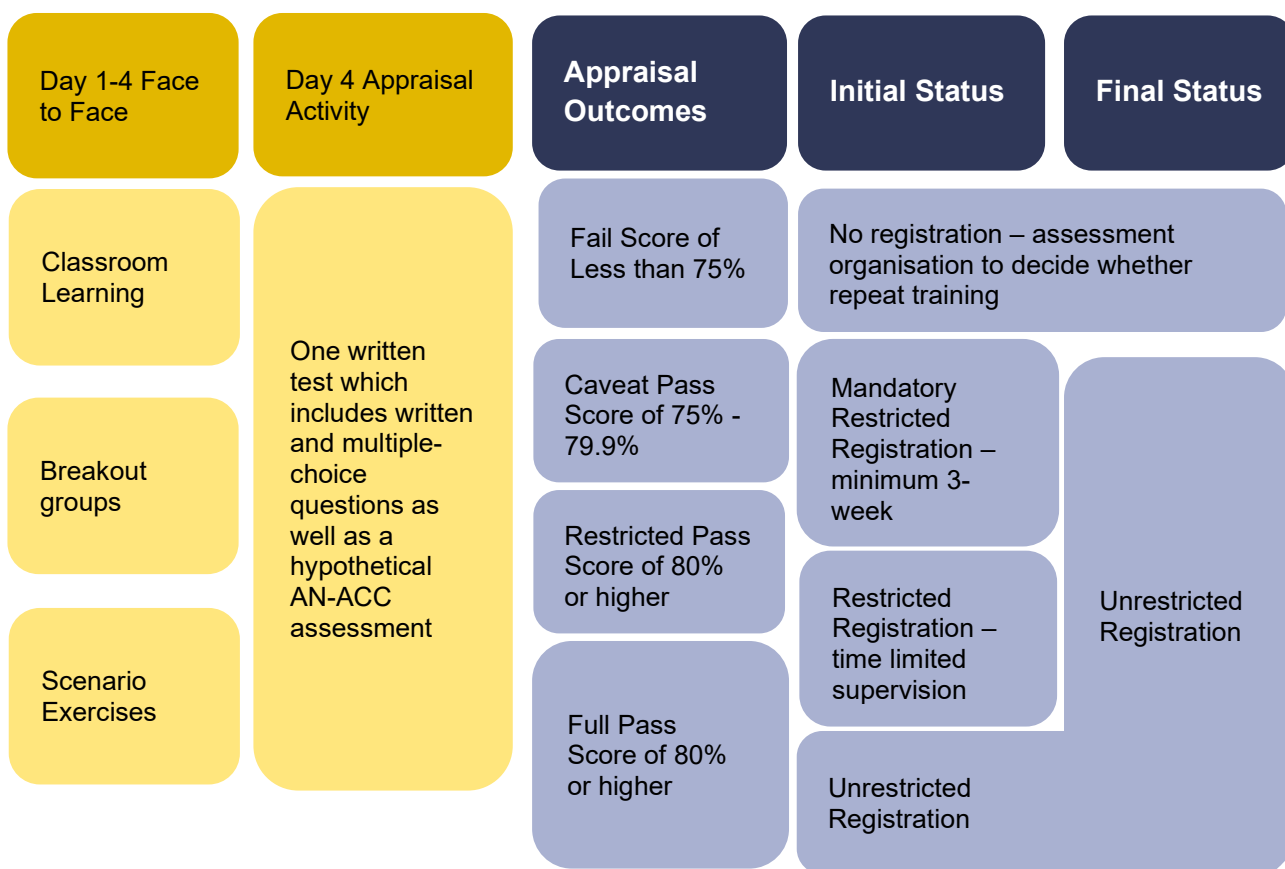 Day 1-4 Face
to Face
Day 4 Appraisal
Activity
Appraisal
Outcomes
Initial Status
Final Status
Classroom
Learning
Breakout
groups
Scenario
Exercises
One written
test which
includes written
and multiple-
choice
questions as
well as a
hypothetical
AN-ACC
assessment
Fail Score of
Less than 75%
No registration – assessment
organisation to decide whether
repeat training
Caveat Pass
Score of 75% -
79.9%
Mandatory
Restricted
Registration –
minimum 3-
week
Restricted Pass
Score of 80%
or higher
Restricted
Registration –
time limited
supervision
Full Pass
Score of 80%
or higher
Unrestricted
Registration
Unrestricted
Registration